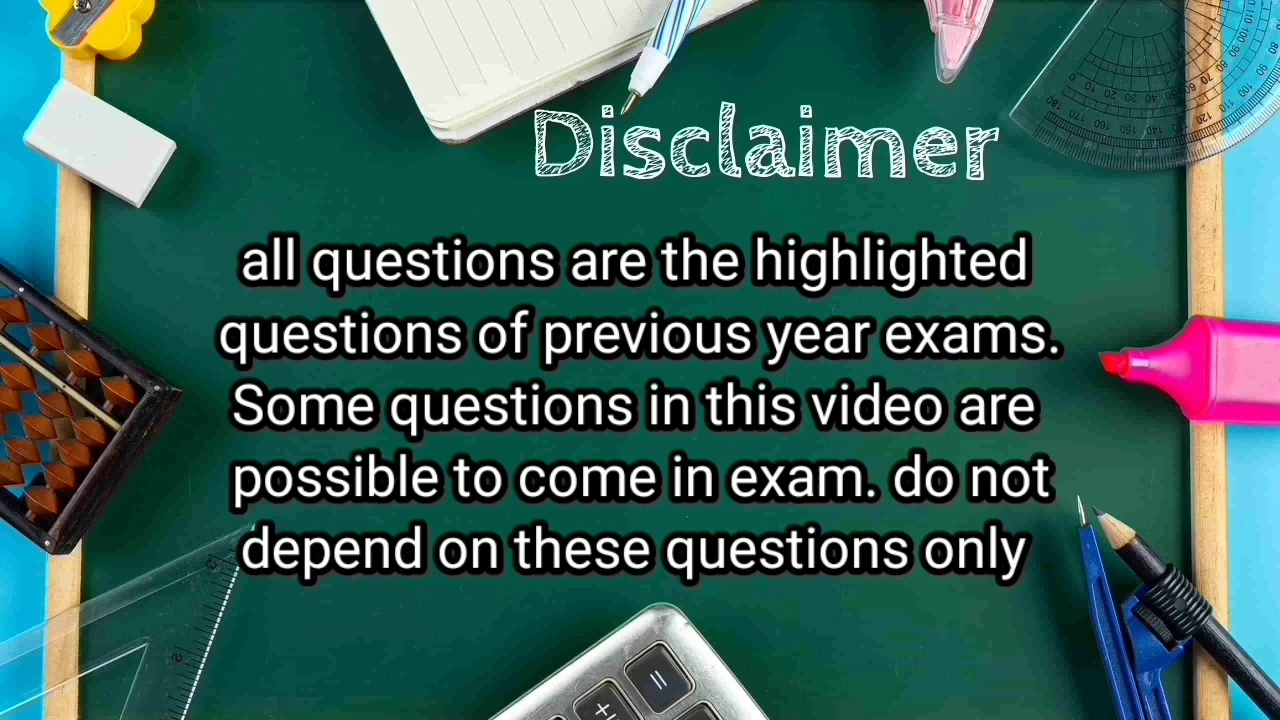 Disclaimer
all questions are the highlighted
questions of previous year exams.
Some questions in this video are
possible to come in exam. do not
depend on these questions only